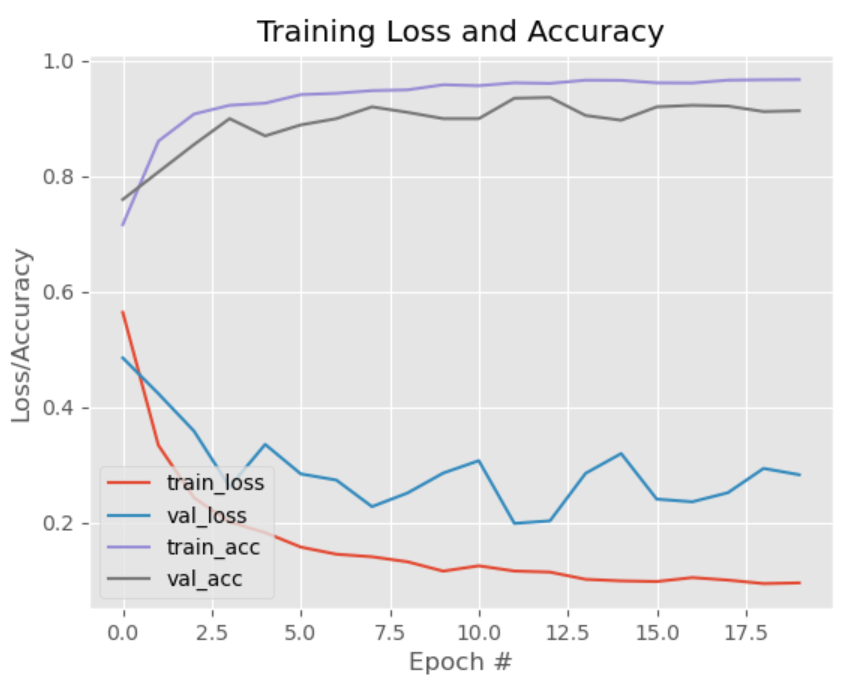 Training Loss and Accuracy
1.0
0.8
0.6
0.4
0.2
Loss/Accuracy
train_loss
val_loss
train_acc
val_acc
0.0 2.5 5.0 7.5 10.0 12.5 15.0 17.5
Epoch #